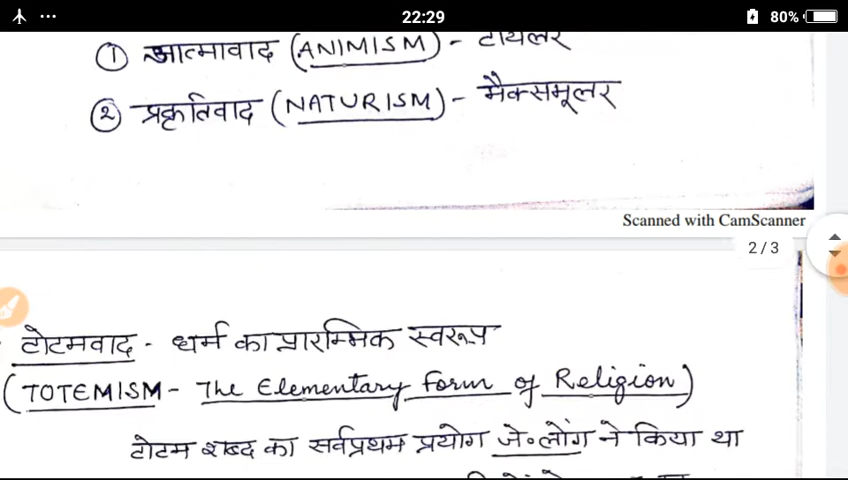 22:29
80%
① आत्मावाद (ANIMISM) - टायलर
② प्रकृतिवाद (NATURISM) - मैक्समूलर
Scanned with CamScanner
2/3
टोटमवाद - धर्म का प्रारम्भिक स्वरूप
(TOTEMISM - The Elementary Form of Religion)
टोटम शब्द का सर्वप्रथम प्रयोग जे॰लोंग ने किया था